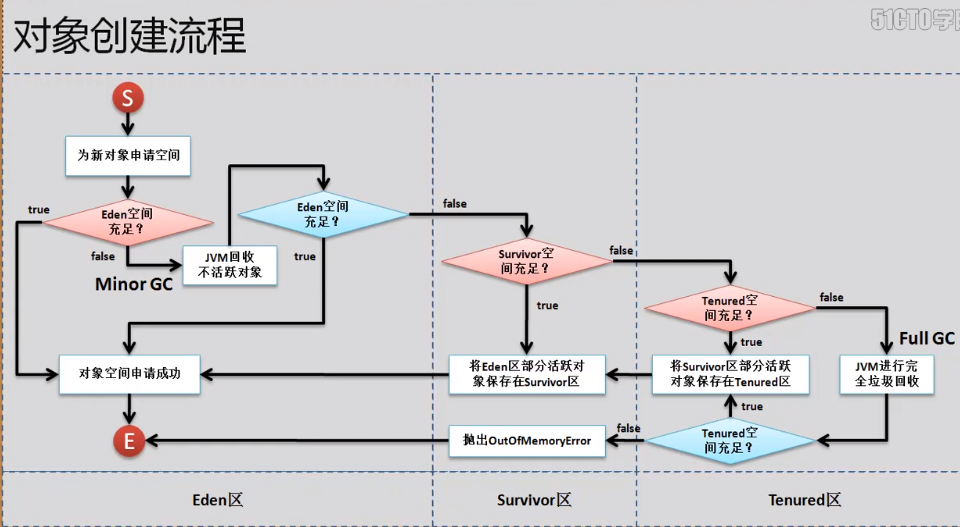 51CTO学
对象创建流程
S
为新对象申请空间
true
Eden空间
充足？
false
Minor GC
JVM回收
不活跃对象
Eden空间
充足？
false
true
Survivor空
间充足？
false
true
Tenured空
间充足？
false
true
Full GC
对象空间申请成功
将Eden区部分活跃对
象保存在Survivor区
将Survivor区部分活跃
对象保存在Tenured区
JVM进行完
全垃圾回收
true
E
抛出OutOfMemoryError
false
Tenured空
间充足？
Eden区
Survivor区
Tenured区